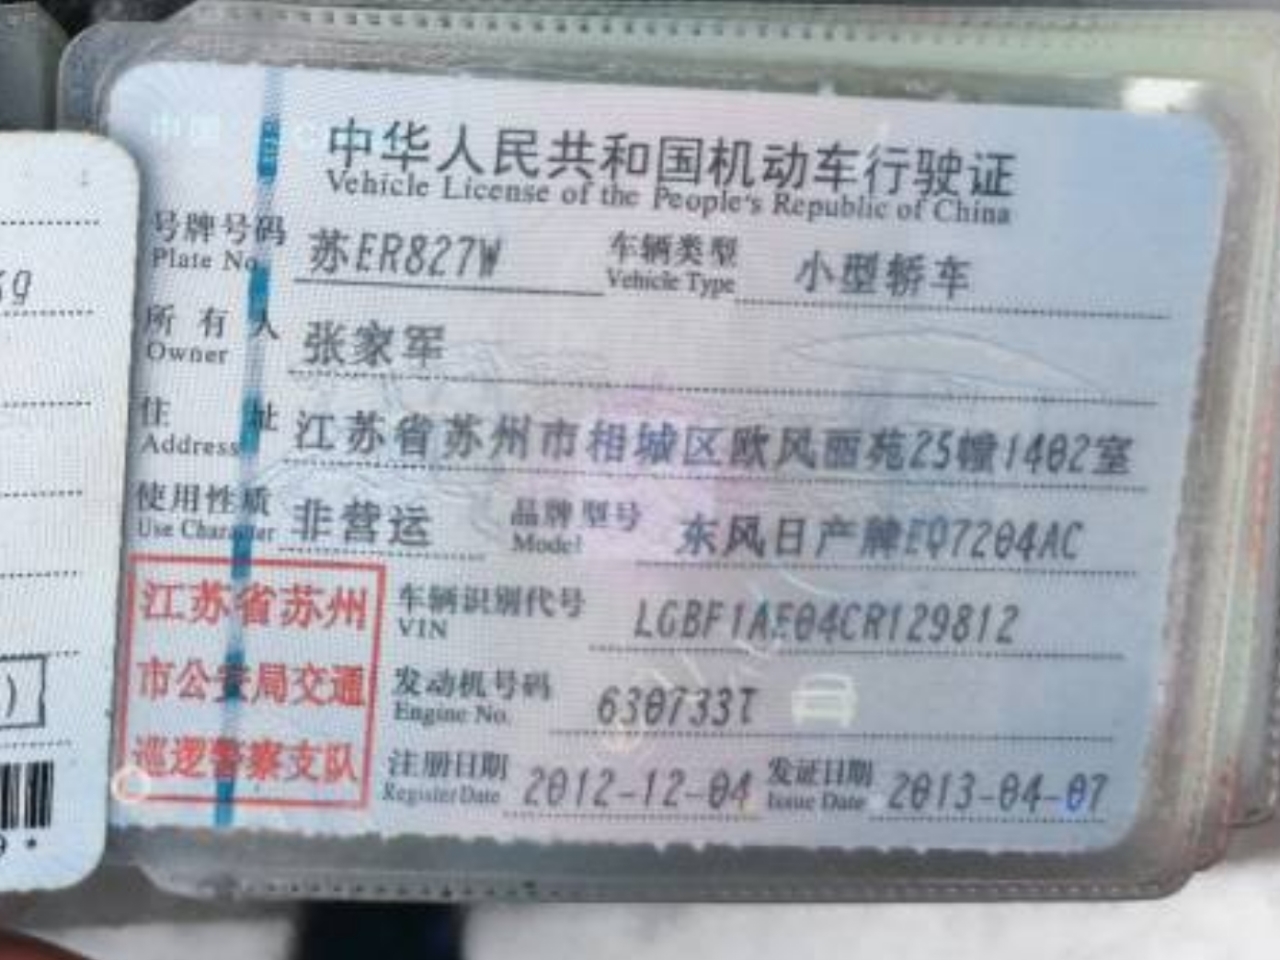 中华人民共和国机动车行驶证
Vehicle License of the People's Republic of China
号牌号码 苏ER827W 车辆类型 小型轿车
Plate No. Vehicle Type
所有人 张家军
Owner
住址 江苏省苏州市相城区欧风丽苑25幢1402室
Address
使用性质 非营运 品牌型号 东风日产牌EQ7204AC
Use Character Model
江苏省苏州
市公安局交通
巡逻警察支队
车辆识别代号 LGBF1AE04CR129812
VIN
发动机号码 630733T
Engine No.
注册日期 2012-12-04 发证日期 2013-04-07
Register Date Issue Date